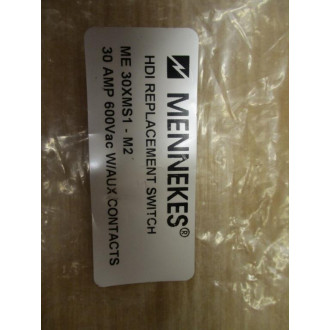 MENNEKES®
HDI REPLACEMENT SWITCH
ME 30XMS1 - M2
30 AMP 600Vac W/AUX CONTACTS